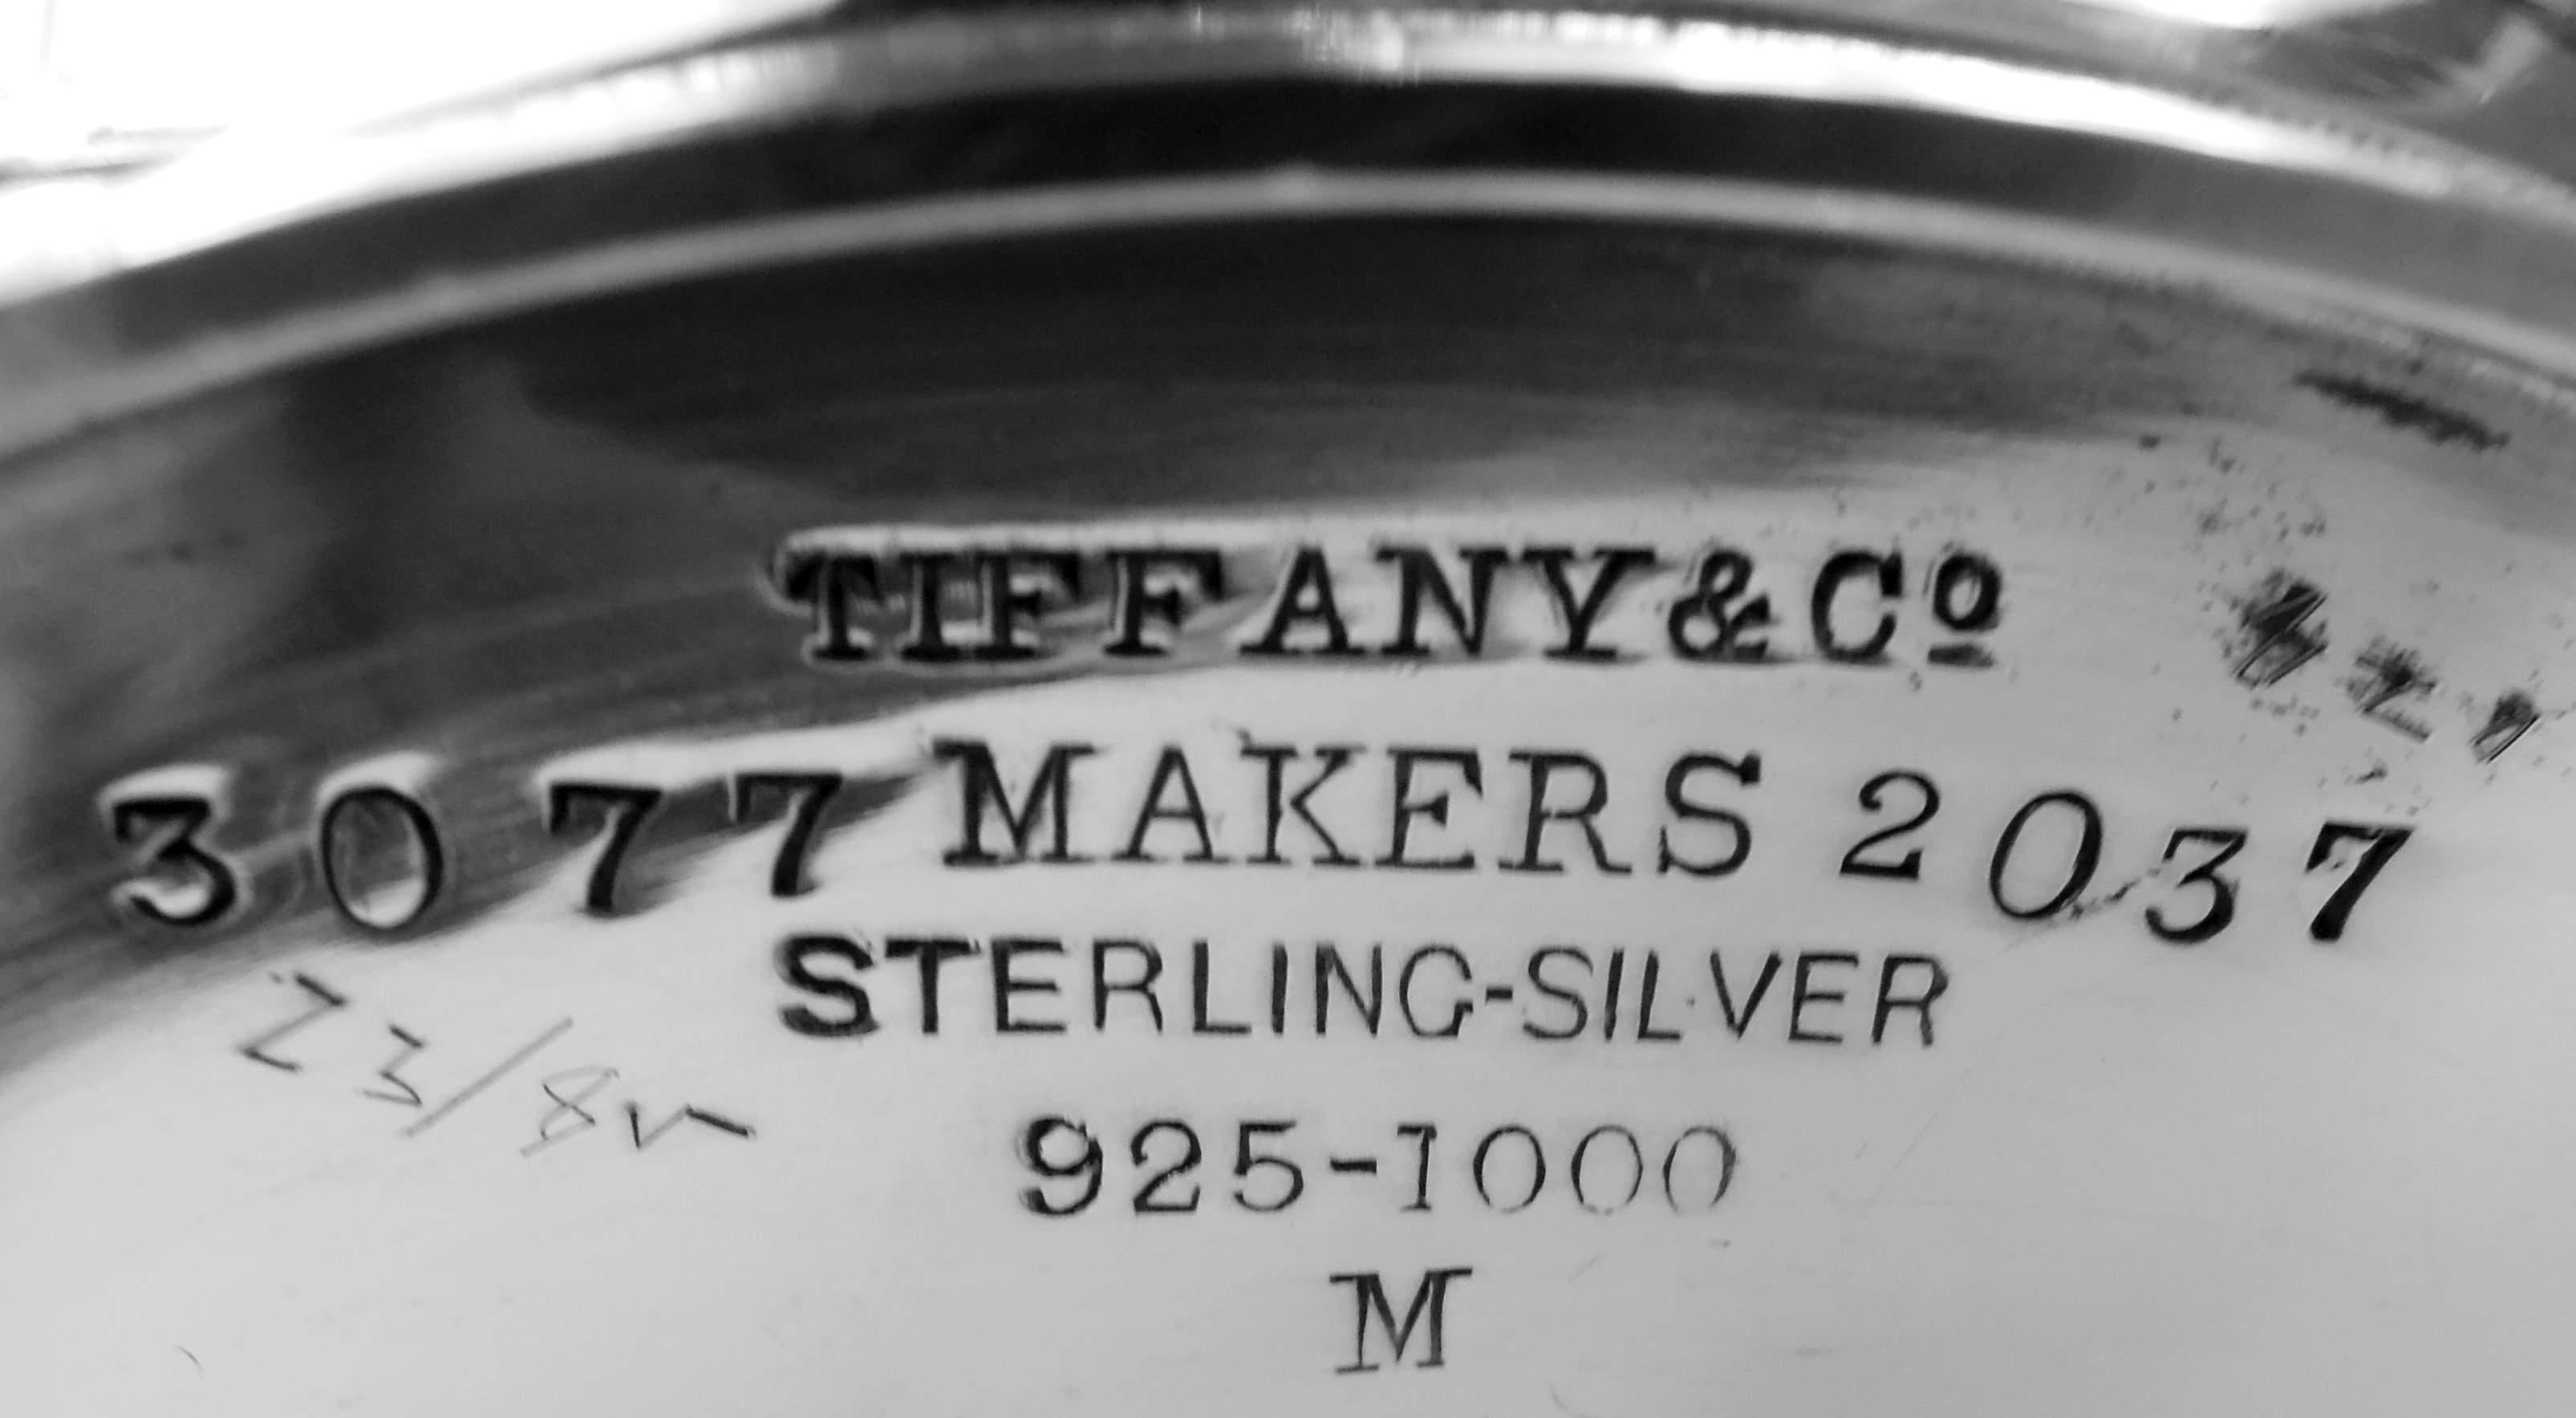 TIFFANY & Cº
3077 MAKERS 2037
STERLING-SILVER
925-1000
M